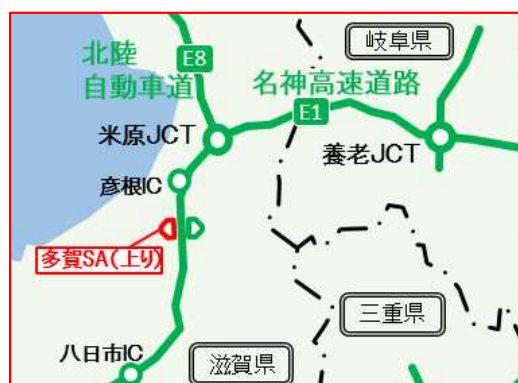 岐阜県
北陸
自動車道
E8
名神高速道路
E1
米原JCT
養老JCT
彦根IC
多賀SA(上り)
三重県
八日市IC
滋賀県